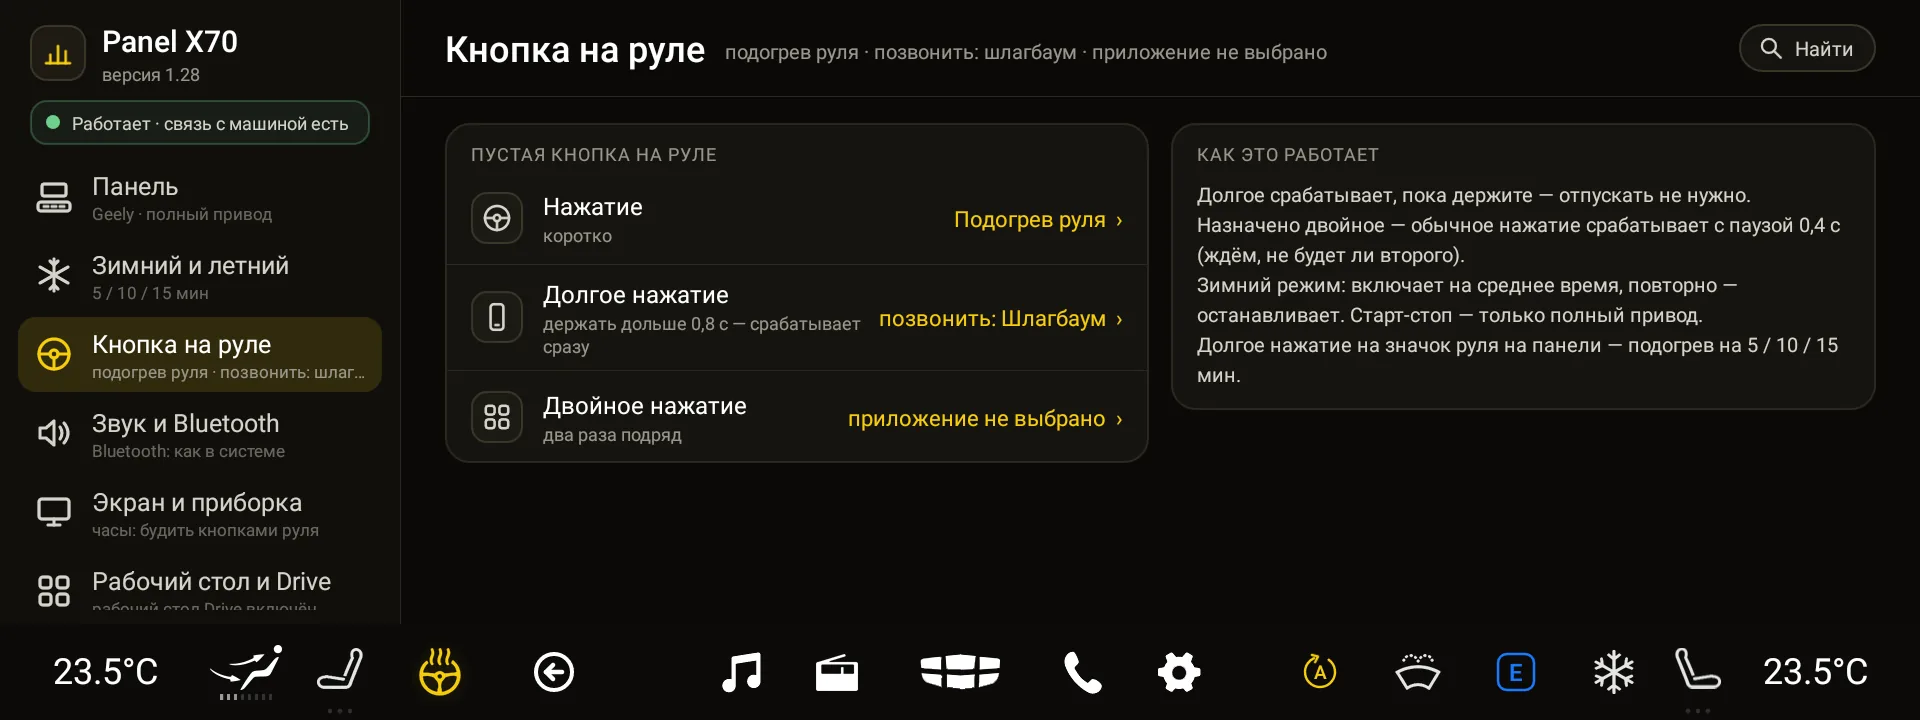 Panel X70
версия 1.28
Работает · связь с машиной есть
Панель
Geely · полный привод
Зимний и летний
5 / 10 / 15 мин
Кнопка на руле
подогрев руля · позвонить: шлаг…
Звук и Bluetooth
Bluetooth: как в системе
Экран и приборка
часы: будить кнопками руля
Рабочий стол и Drive
рабочий стол Drive включён
Кнопка на руле подогрев руля · позвонить: шлагбаум · приложение не выбрано
Найти
ПУСТАЯ КНОПКА НА РУЛЕ
Нажатие
коротко
Подогрев руля ›
Долгое нажатие
держать дольше 0,8 с — срабатывает
сразу
позвонить: Шлагбаум ›
Двойное нажатие
два раза подряд
приложение не выбрано ›
КАК ЭТО РАБОТАЕТ
Долгое срабатывает, пока держите — отпускать не нужно.
Назначено двойное — обычное нажатие срабатывает с паузой 0,4 с
(ждём, не будет ли второго).
Зимний режим: включает на среднее время, повторно —
останавливает. Старт-стоп — только полный привод.
Долгое нажатие на значок руля на панели — подогрев на 5 / 10 / 15
мин.
23.5°C
A
E
23.5°C